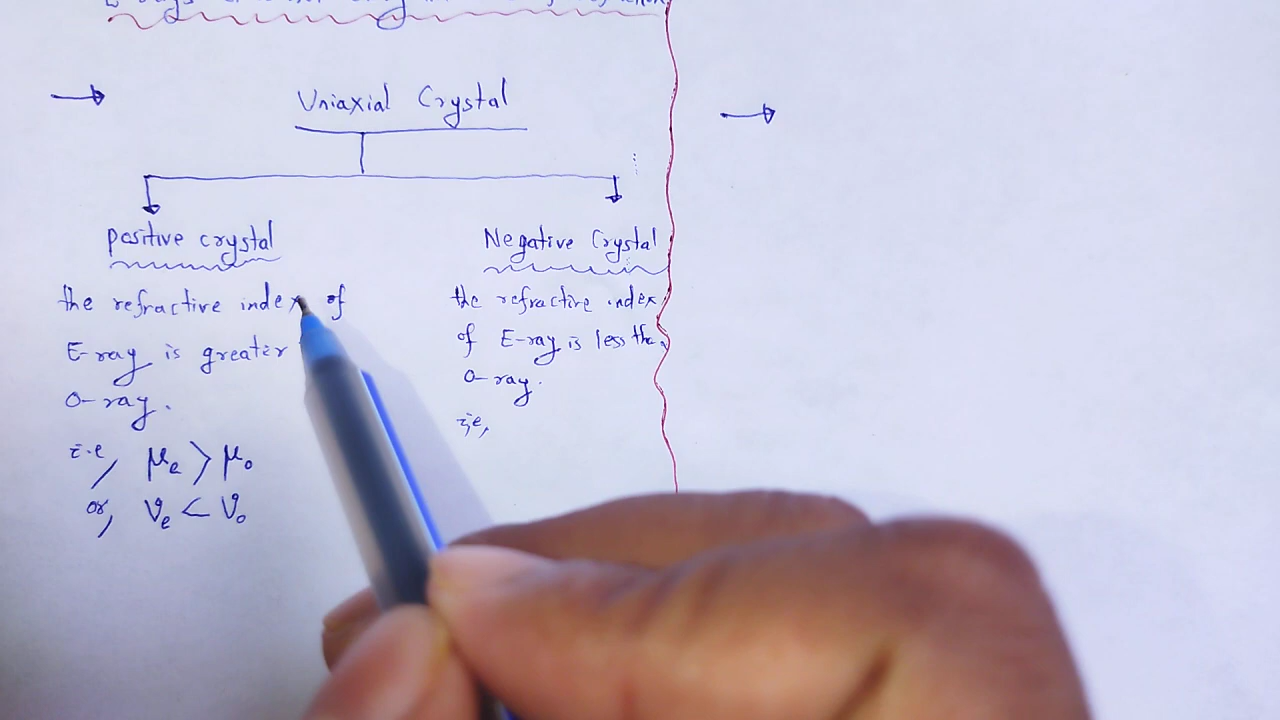 Uniaxial Crystal
positive crystal
the refractive index of
E-ray is greater
O-ray.
i.e, μe > μo
or, Ve < Vo
Negative Crystal
the refractive index
of E-ray is less than
O-ray.
i,e,